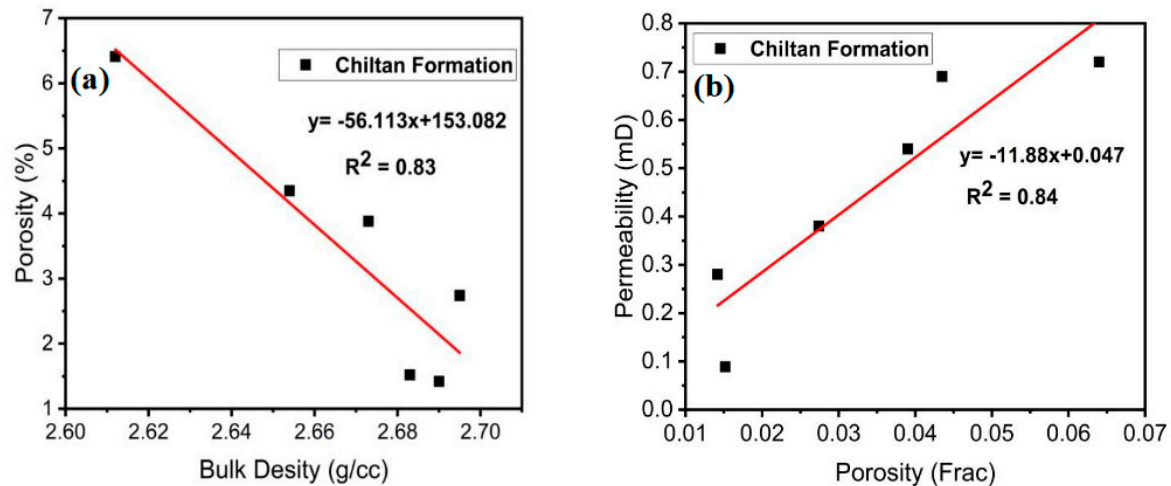 (a)
Chiltan Formation
y= -56.113x+153.082
R² = 0.83
Porosity (%)
7
6
5
4
3
2
1
2.60 2.62 2.64 2.66 2.68 2.70
Bulk Desity (g/cc)
(b)
Chiltan Formation
y= -11.88x+0.047
R² = 0.84
Permeability (mD)
0.8
0.7
0.6
0.5
0.4
0.3
0.2
0.1
0.0
0.01 0.02 0.03 0.04 0.05 0.06 0.07
Porosity (Frac)